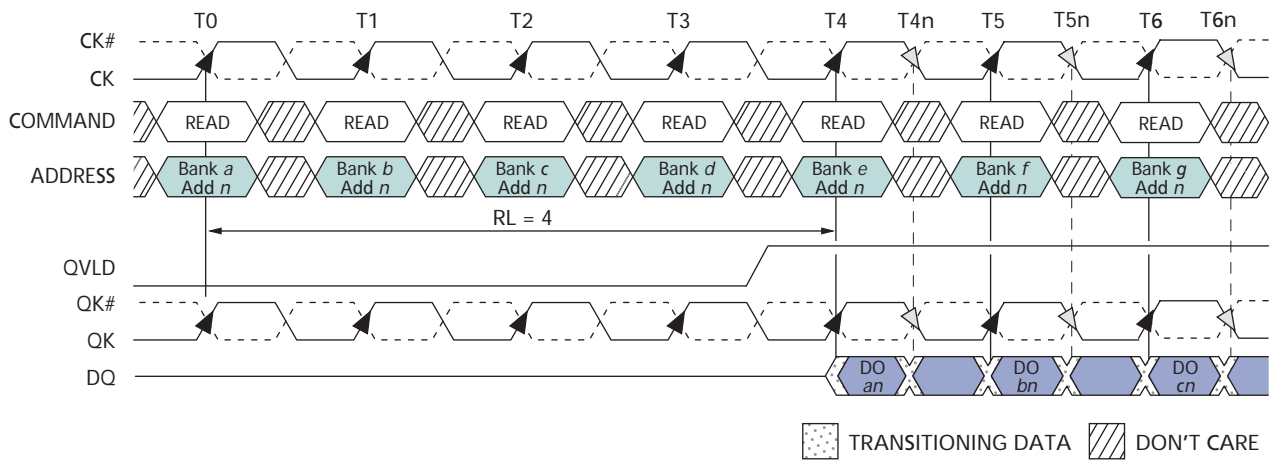 T0 T1 T2 T3 T4 T4n T5 T5n T6 T6n
CK#
CK
COMMAND READ READ READ READ READ READ READ
ADDRESS Bank a Bank b Bank c Bank d Bank e Bank f Bank g
Add n Add n Add n Add n Add n Add n Add n
RL = 4
QVLD
QK#
QK
DQ DO DO DO
an bn cn
TRANSITIONING DATA DON'T CARE